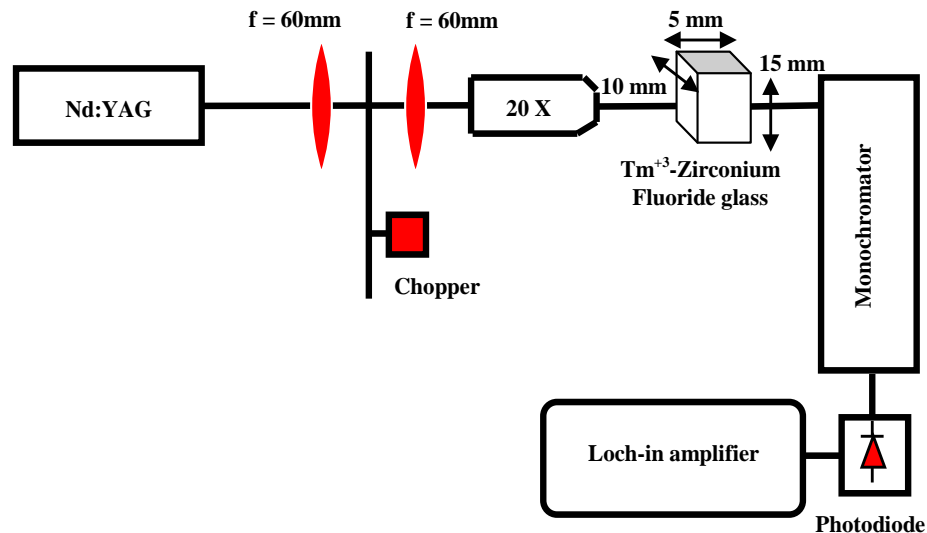 f = 60mm
f = 60mm
5 mm
Nd:YAG
20 X
10 mm
15 mm
Tm+3-Zirconium
Fluoride glass
Chopper
Monochromator
Loch-in amplifier
Photodiode